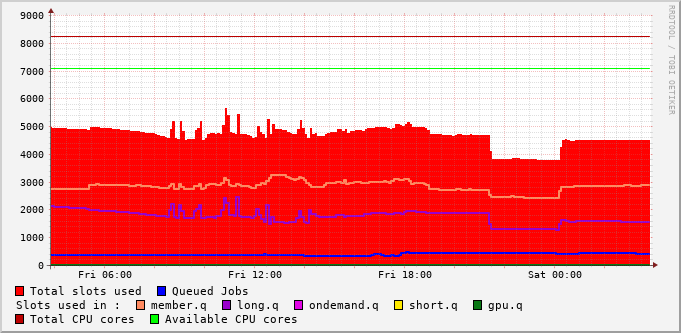 9000
8000
7000
6000
5000
4000
3000
2000
1000
0
Fri 06:00 Fri 12:00 Fri 18:00 Sat 00:00
RRDTOOL / TOBI OETIKER
Total slots used Queued Jobs
Slots used in : member.q long.q ondemand.q short.q gpu.q
Total CPU cores Available CPU cores